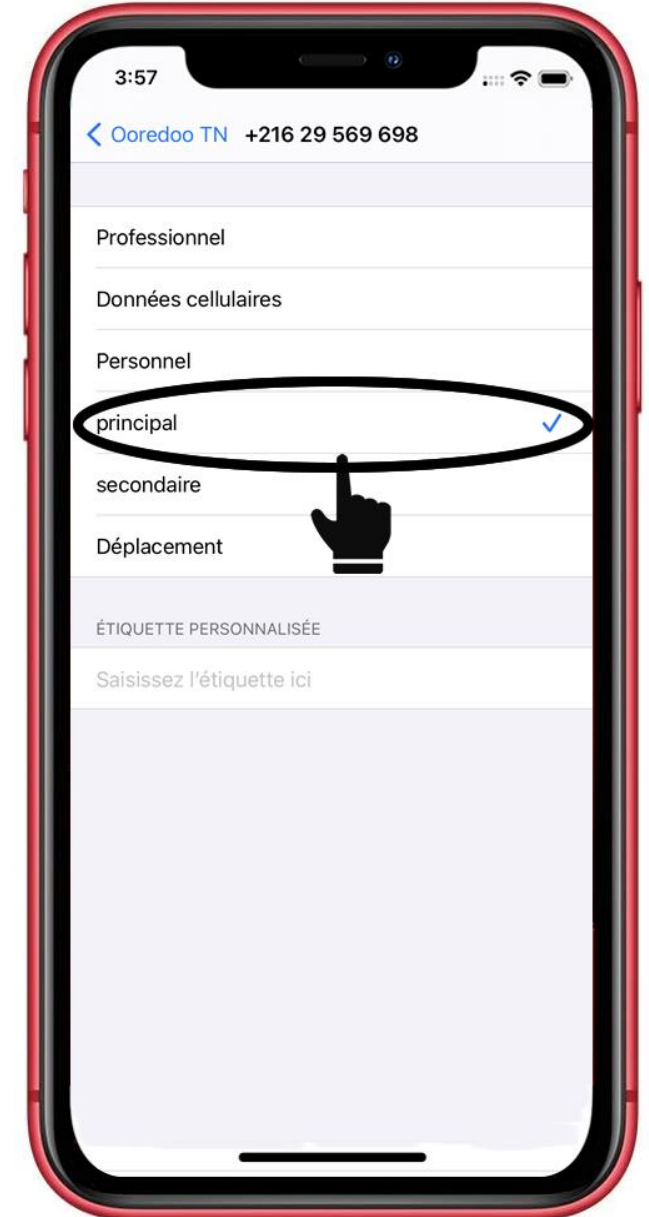 3:57
Ooredoo TN +216 29 569 698
Professionnel
Données cellulaires
Personnel
principal
secondaire
Déplacement
ÉTIQUETTE PERSONNALISÉE
Saisissez l'étiquette ici